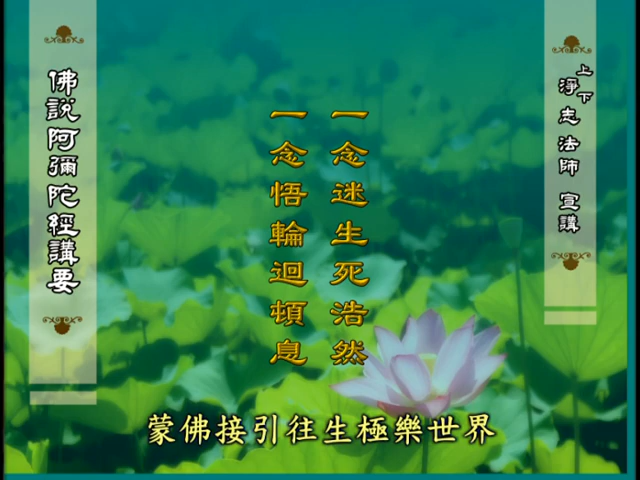 上下
淨志法師 宣講
一念迷生死浩然
一念悟輪迴頓息
佛說阿彌陀經講要
蒙佛接引往生極樂世界